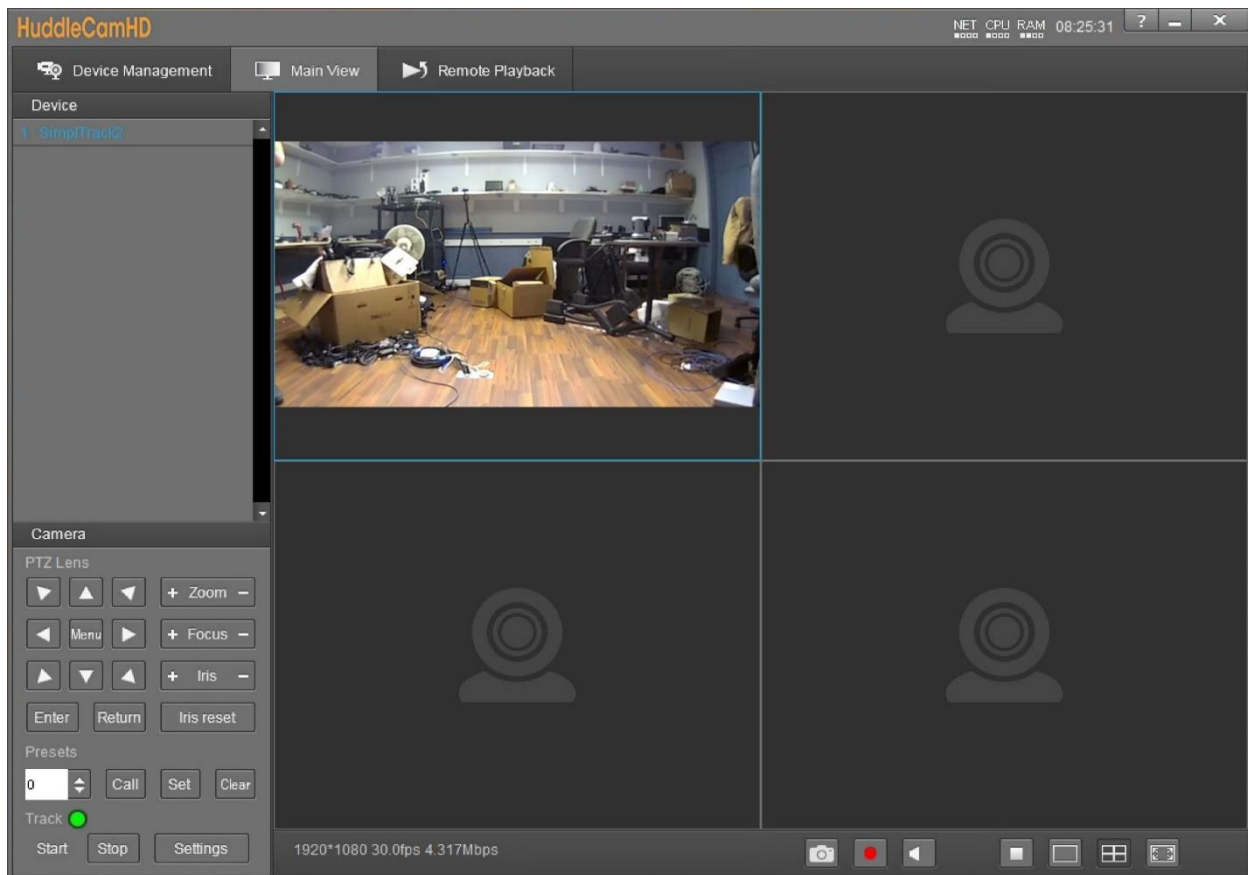 HuddleCamHD
NET CPU RAM 08:25:31 ?
Device Management Main View Remote Playback
Device
1 SimplTrack2
Camera
PTZ Lens
+ Zoom −
Menu + Focus −
+ Iris −
Enter Return Iris reset
Presets
0 Call Set Clear
Track
Start Stop Settings
1920*1080 30.0fps 4.317Mbps